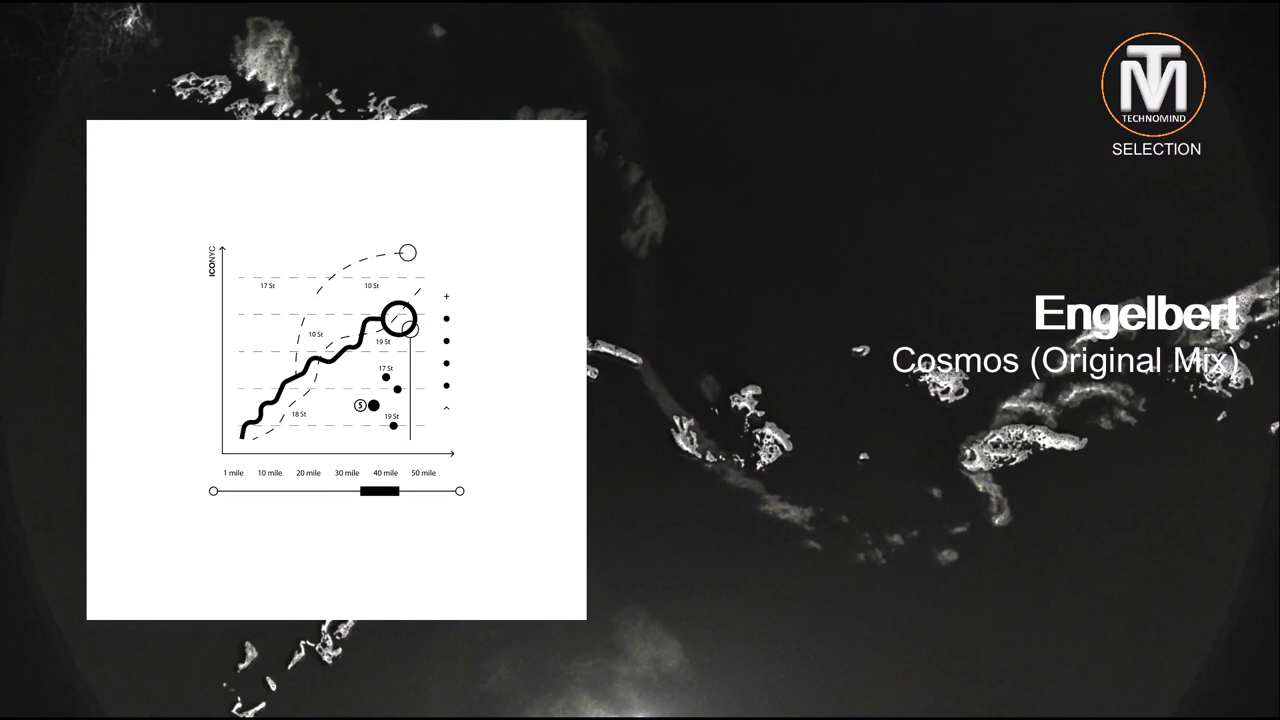 TM
TECHNOMIND
SELECTION
Engelbert
Cosmos (Original Mix)
ICONYC
17 St
10 St
+
10 St
19 St
17 St
5
18 St
19 St
1 mile 10 mile 20 mile 30 mile 40 mile 50 mile